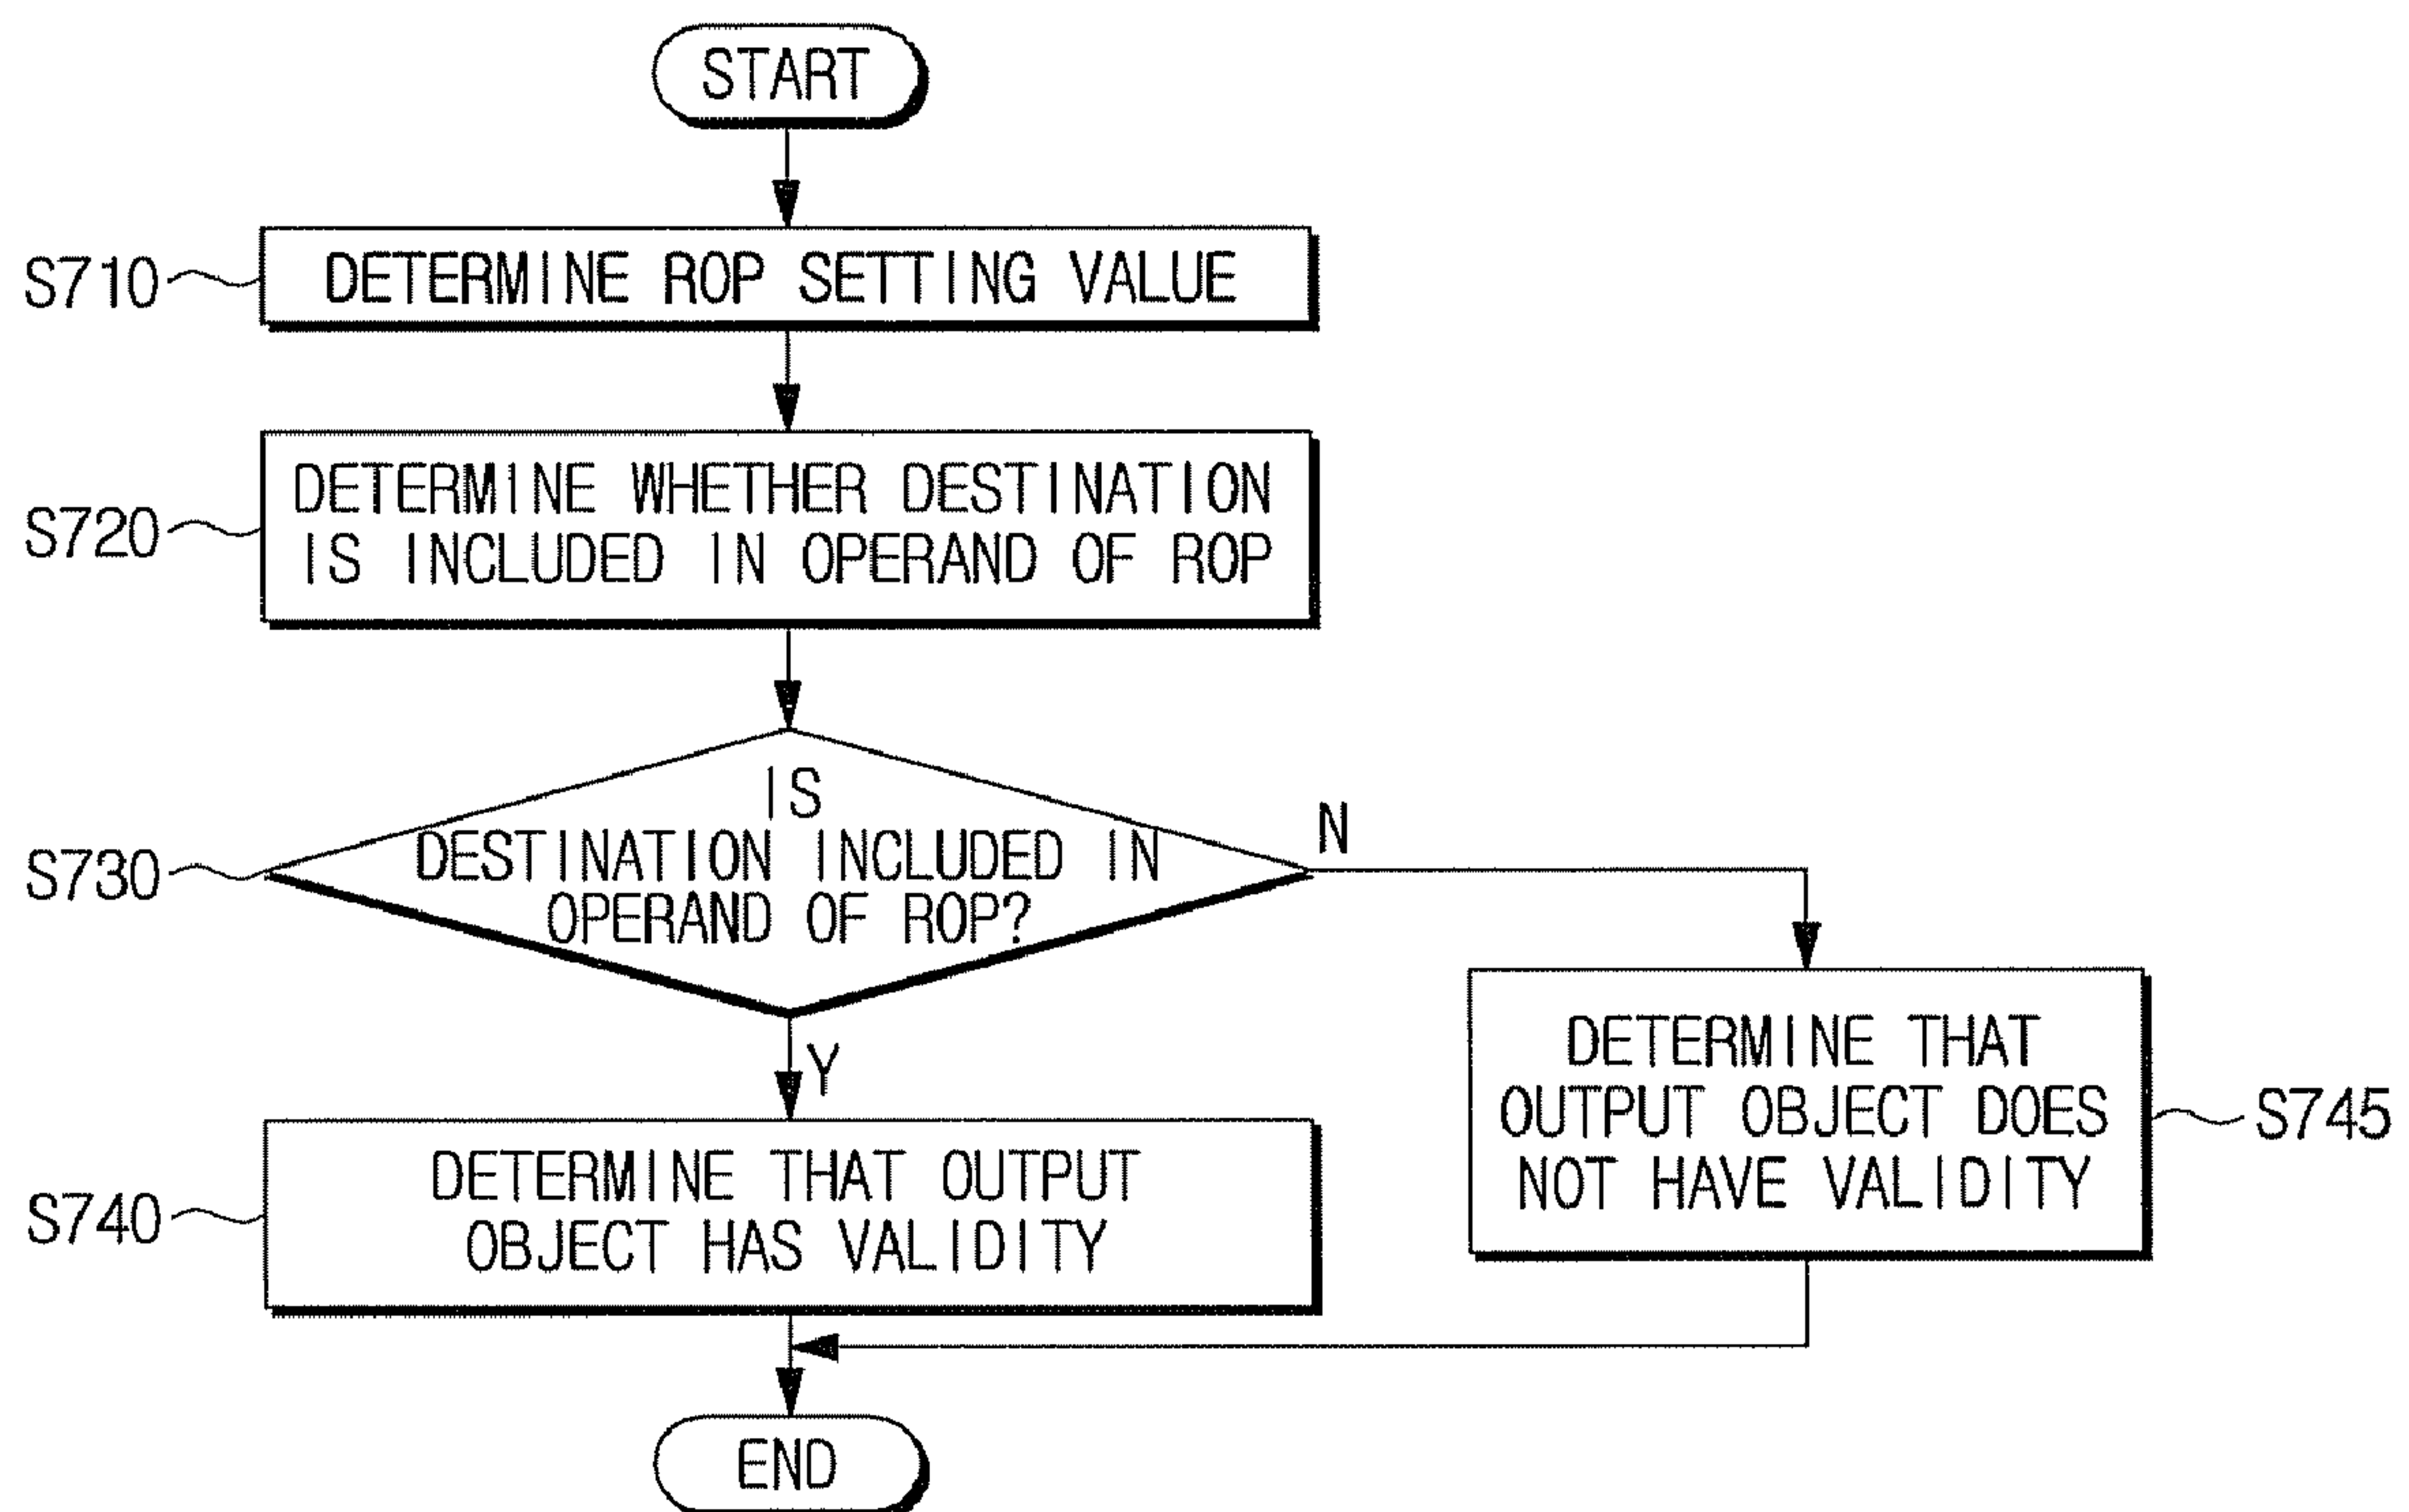 START
S710
DETERMINE ROP SETTING VALUE
S720
DETERMINE WHETHER DESTINATION
IS INCLUDED IN OPERAND OF ROP
S730
IS
DESTINATION INCLUDED IN
OPERAND OF ROP?
N
Y
S740
DETERMINE THAT OUTPUT
OBJECT HAS VALIDITY
DETERMINE THAT
OUTPUT OBJECT DOES
NOT HAVE VALIDITY
S745
END